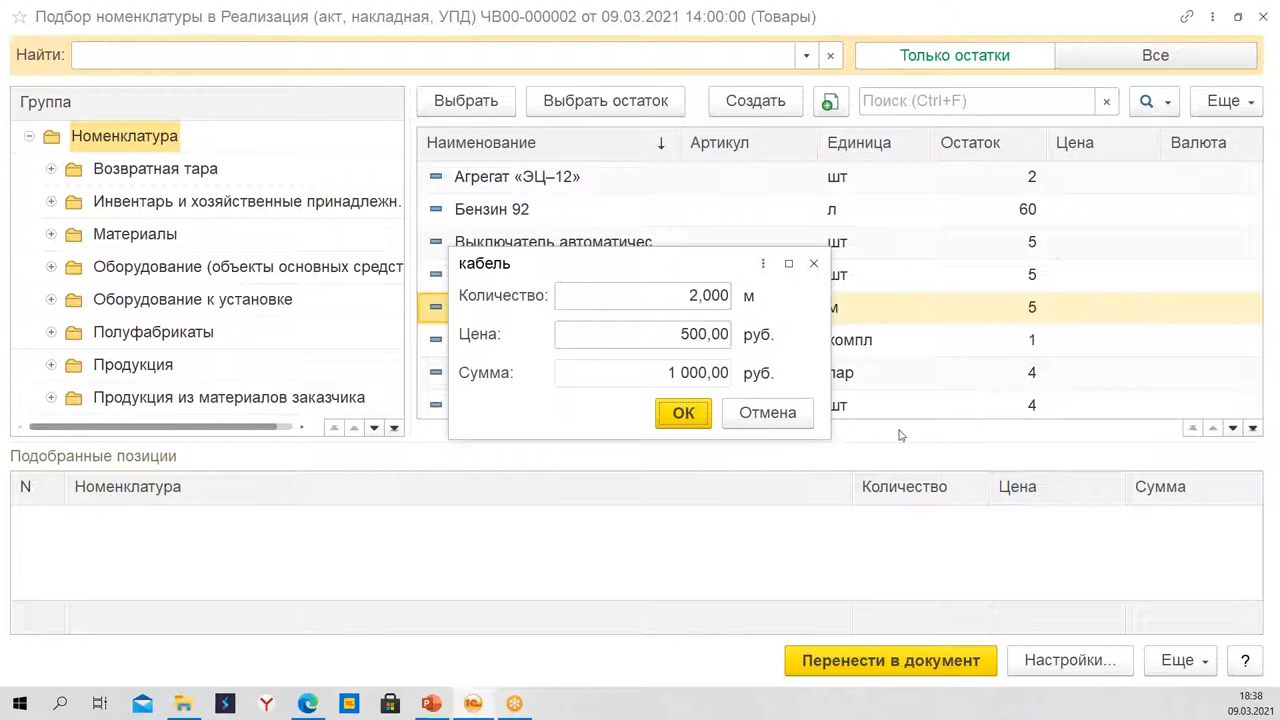 Подбор номенклатуры в Реализация (акт, накладная, УПД) ЧВ00-000002 от 09.03.2021 14:00:00 (Товары)
Найти:
Только остатки
Все
Группа
Выбрать
Выбрать остаток
Создать
Поиск (Ctrl+F)
Еще
Номенклатура
Возвратная тара
Инвентарь и хозяйственные принадлежн.
Материалы
Оборудование (объекты основных средст
Оборудование к установке
Полуфабрикаты
Продукция
Продукция из материалов заказчика
Наименование Артикул Единица Остаток Цена Валюта
Агрегат «ЭЦ–12» шт 2
Бензин 92 л 60
Выключатель автоматичес шт 5
шт 5
м 5
компл 1
пар 4
шт 4
кабель
Количество: 2,000 м
Цена: 500,00 руб.
Сумма: 1 000,00 руб.
ОК
Отмена
Подобранные позиции
N Номенклатура Количество Цена Сумма
Перенести в документ
Настройки...
Еще
?
18:38
09.03.2021